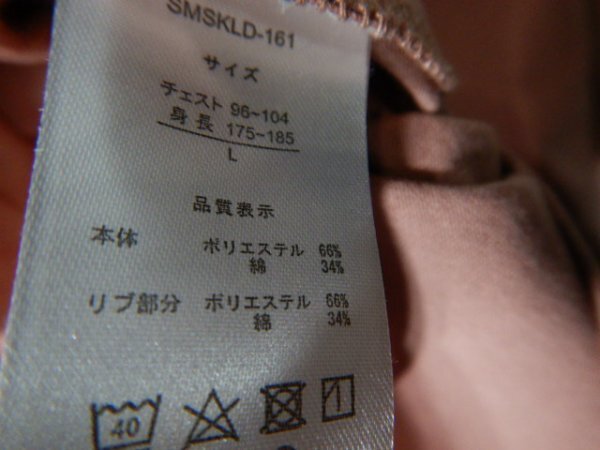 SMSKLD-161
サイズ
チェスト 96~104
身長 175~185
L
品質表示
本体 ポリエステル 66%
綿 34%
リブ部分 ポリエステル 66%
綿 34%
40